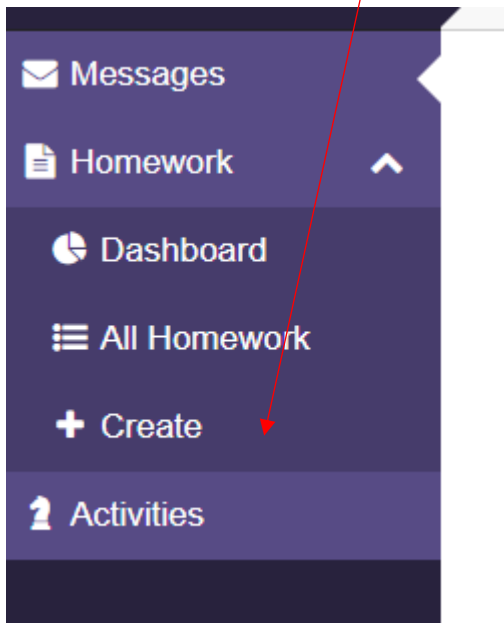 Messages
Homework
Dashboard
All Homework
Create
Activities